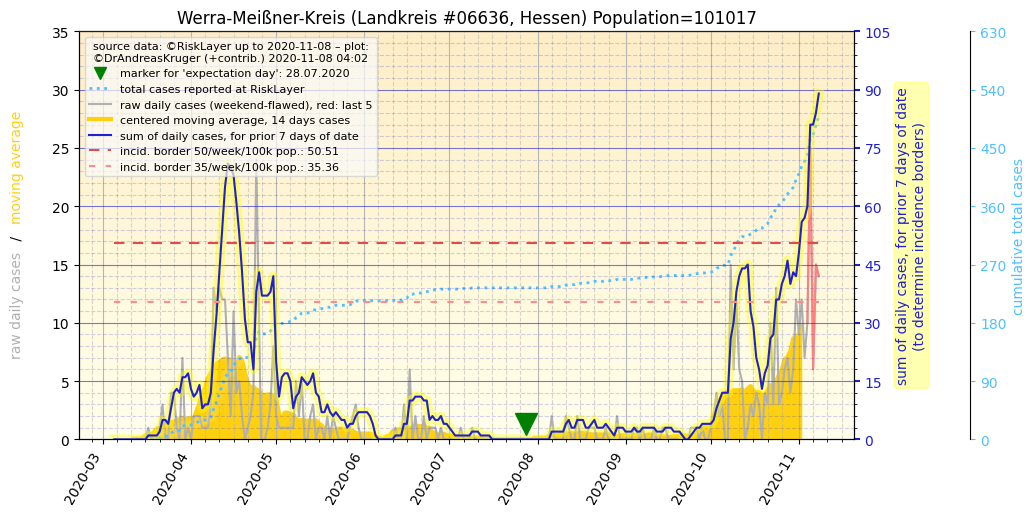 Werra-Meißner-Kreis (Landkreis #06636, Hessen) Population=101017
source data: ©RiskLayer up to 2020-11-08 – plot:
©DrAndreasKruger (+contrib.) 2020-11-08 04:02
marker for 'expectation day': 28.07.2020
total cases reported at RiskLayer
raw daily cases (weekend-flawed), red: last 5
centered moving average, 14 days cases
sum of daily cases, for prior 7 days of date
incid. border 50/week/100k pop.: 50.51
incid. border 35/week/100k pop.: 35.36
raw daily cases / moving average
35
30
25
20
15
10
5
0
2020-03
2020-04
2020-05
2020-06
2020-07
2020-08
2020-09
2020-10
2020-11
105
90
75
60
45
30
15
0
sum of daily cases, for prior 7 days of date
(to determine incidence borders)
630
540
450
360
270
180
90
0
cumulative total cases